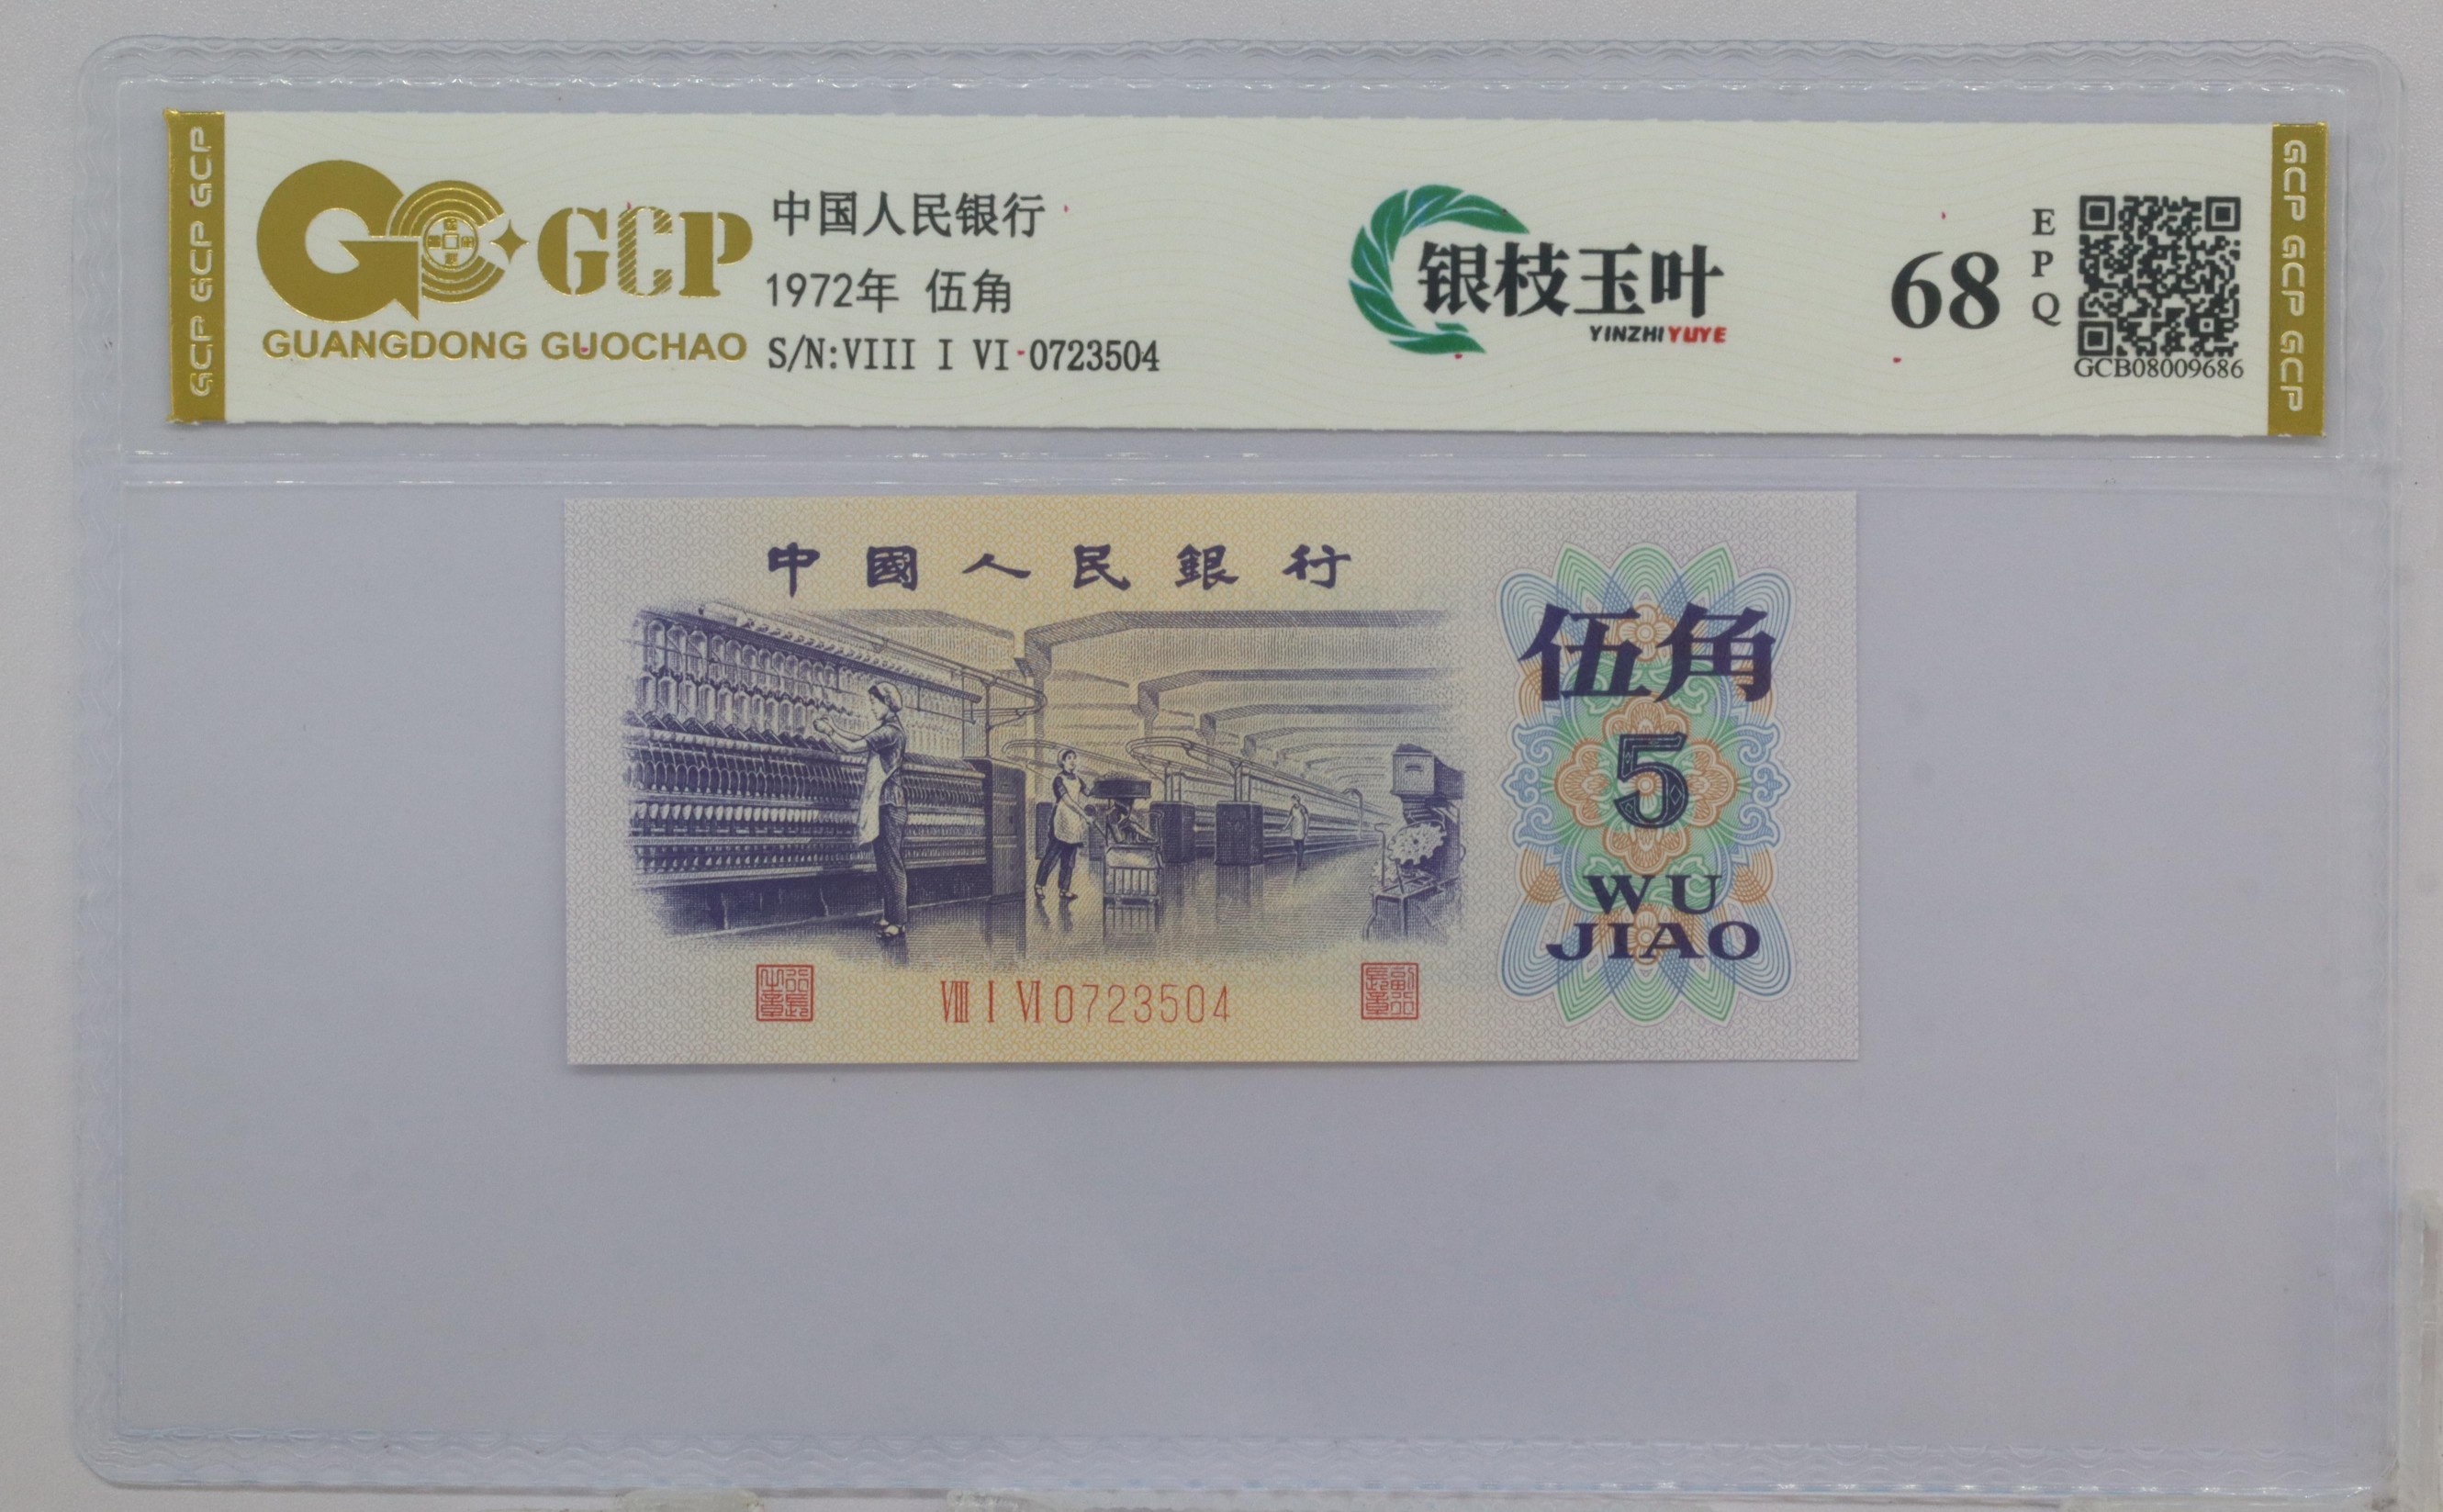 GCP GCP GCP
GCP
GUANGDONG GUOCHAO
中国人民银行
1972年 伍角
S/N:VIII I VI 0723504
银枝玉叶
YINZHIYUYE
68
EPQ
GCB08009686
GCP GCP GCP
中國人民銀行
伍角
5
WU
JIAO
VIII I VI 0723504